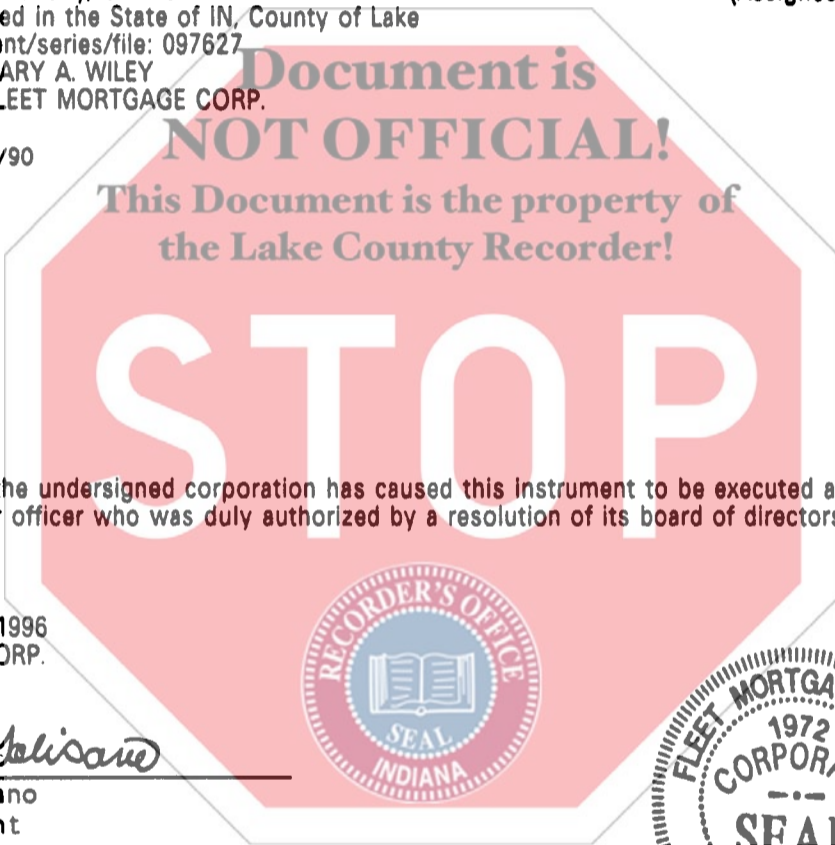 ed in the State of IN, County of Lake
nt/series/file: 097627
ARY A. WILEY
LEET MORTGAGE CORP.
/90
Document is
NOT OFFICIAL!
This Document is the property of
the Lake County Recorder!
STOP
he undersigned corporation has caused this instrument to be executed a
officer who was duly authorized by a resolution of its board of directors
1996
ORP.
RECORDER'S OFFICE
SEAL
INDIANA
no
nt
FLEET MORTGA
1972
CORPORA
SEAL